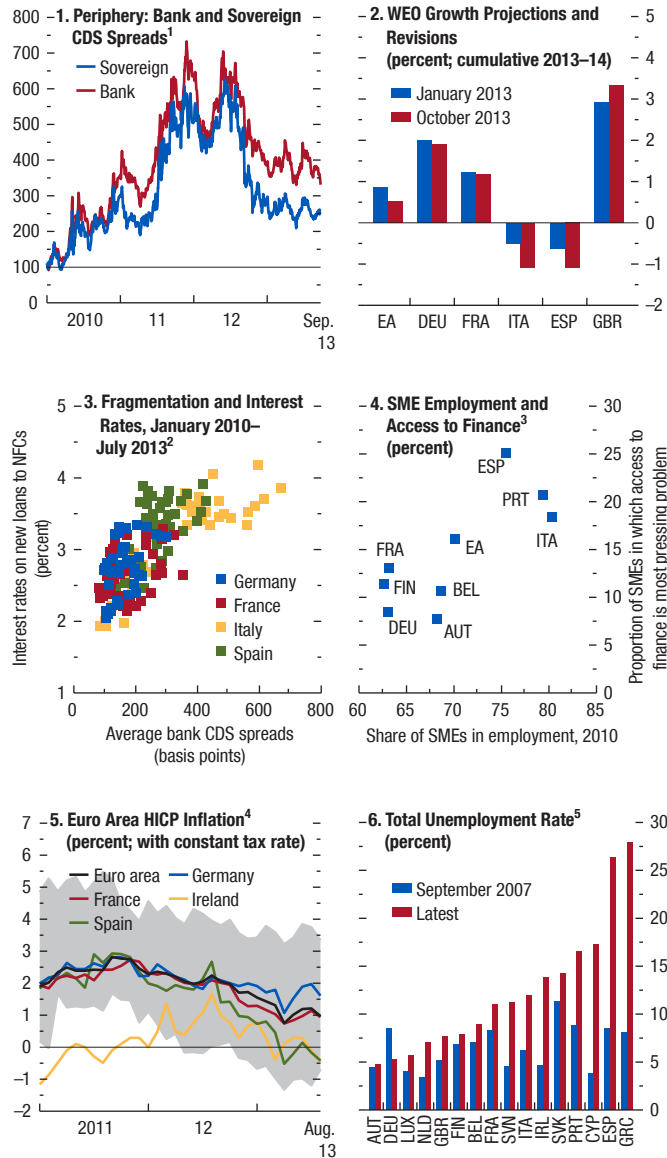 1. Periphery: Bank and Sovereign
CDS Spreads1
Sovereign
Bank
800
700
600
500
400
300
200
100
0
2010
11
12
Sep.
13
2. WEO Growth Projections and
Revisions
(percent; cumulative 2013–14)
January 2013
October 2013
5
4
3
2
1
0
–1
–2
EA DEU FRA ITA ESP GBR
3. Fragmentation and Interest
Rates, January 2010–
July 20132
Interest rates on new loans to NFCs
(percent)
5
4
3
2
1
Germany
France
Italy
Spain
0 200 400 600 800
Average bank CDS spreads
(basis points)
4. SME Employment and
Access to Finance3
(percent)
ESP
PRT
ITA
EA
FRA
FIN
BEL
DEU
AUT
30
25
20
15
10
5
0
Proportion of SMEs in which access to
finance is most pressing problem
60 65 70 75 80 85
Share of SMEs in employment, 2010
5. Euro Area HICP Inflation4
(percent; with constant tax rate)
Euro area
Germany
France
Ireland
Spain
7
6
5
4
3
2
1
0
–1
–2
2011
12
Aug.
13
6. Total Unemployment Rate5
(percent)
September 2007
Latest
30
25
20
15
10
5
0
AUT
DEU
LUX
NLD
GBR
FIN
BEL
FRA
SVN
ITA
IRL
SVK
PRT
CYP
ESP
GRC